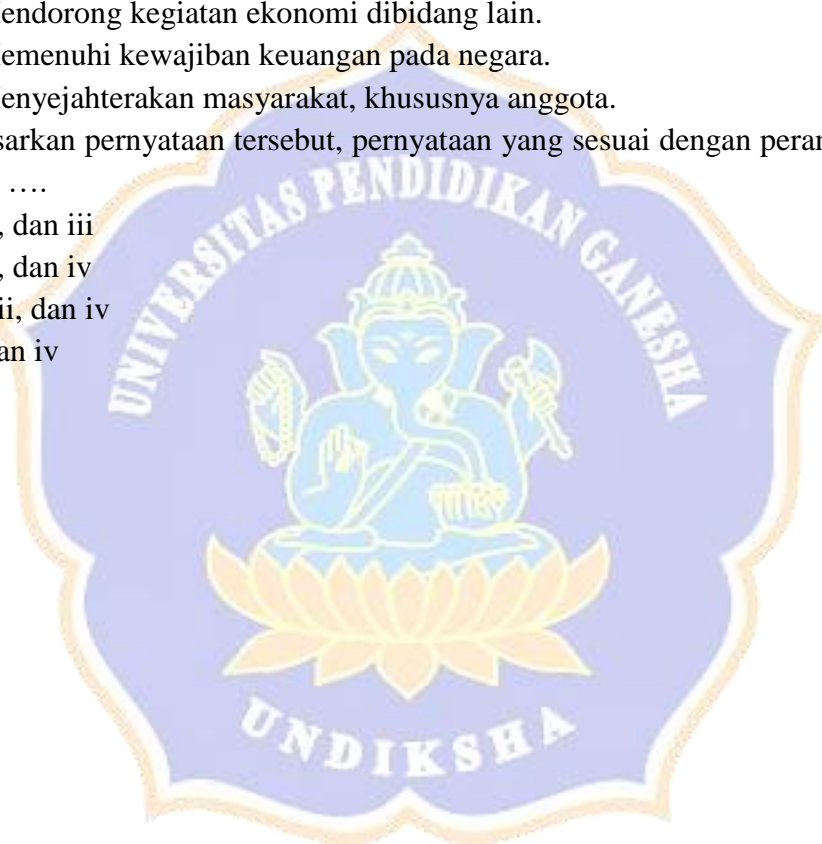 endorong kegiatan ekonomi dibidang lain.
emenuhi kewajiban keuangan pada negara.
enyejahterakan masyarakat, khususnya anggota.
sarkan pernyataan tersebut, pernyataan yang sesuai dengan peran
….
, dan iii
, dan iv
ii, dan iv
an iv
UNIVERSITAS PENDIDIKAN GANESHA
UNDIKSHA